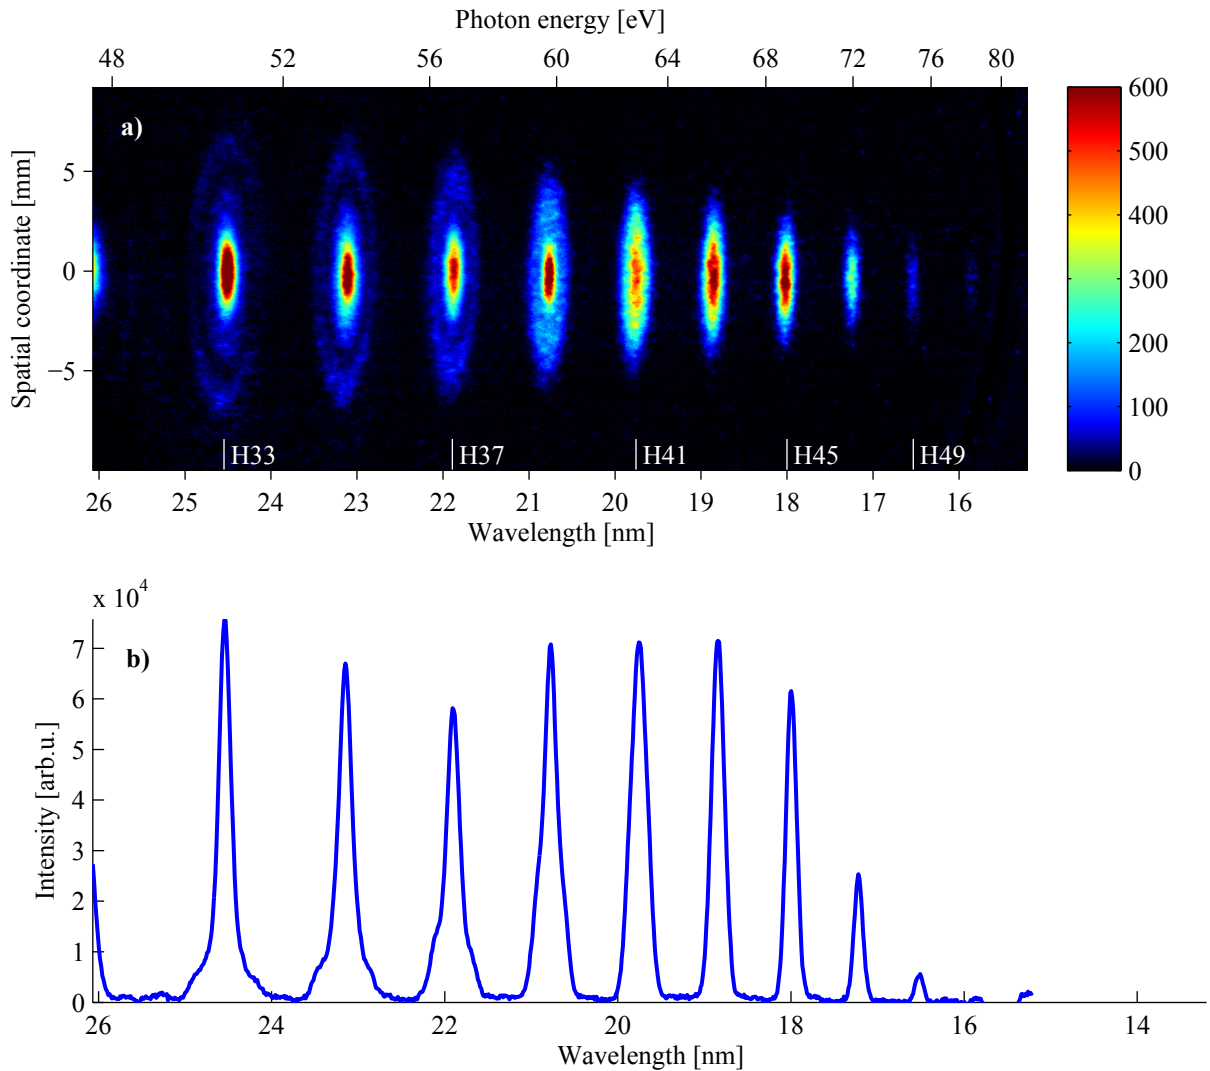 Photon energy [eV]
48 52 56 60 64 68 72 76 80
a)
Spatial coordinate [mm]
5
0
−5
H33 H37 H41 H45 H49
26 25 24 23 22 21 20 19 18 17 16
Wavelength [nm]
600
500
400
300
200
100
0
x 10^4
b)
Intensity [arb.u.]
7
6
5
4
3
2
1
0
26 24 22 20 18 16 14
Wavelength [nm]